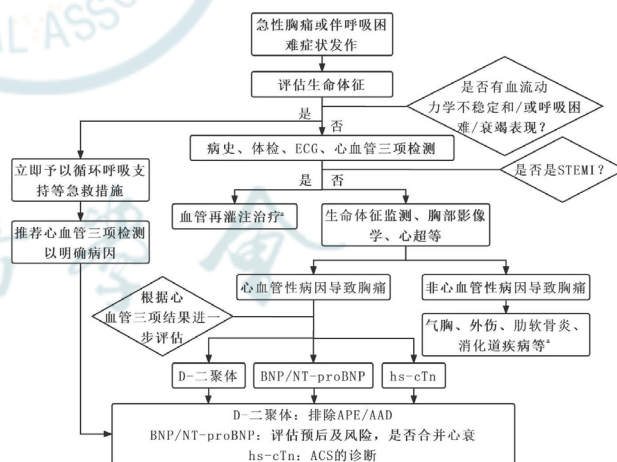 AL ASS
急性胸痛或伴呼吸困
难症状发作
评估生命体征
是否有血流动
力学不稳定和/或呼吸困
难/衰竭表现？
是
否
病史、体检、ECG、心血管三项检测
立即予以循环呼吸支
持等急救措施
是否是STEMI？
是
否
推荐心血管三项检测
以明确病因
血管再灌注治疗a
生命体征监测、胸部影像
学、心超等
心血管性病因导致胸痛
非心血管性病因导致胸痛
根据心
血管三项结果进一
步评估
气胸、外伤、肋软骨炎、
消化道疾病等a
D-二聚体
BNP/NT-proBNP
hs-cTn
D-二聚体：排除APE/AAD
BNP/NT-proBNP：评估预后及风险，是否合并心衰
hs-cTn：ACS的诊断